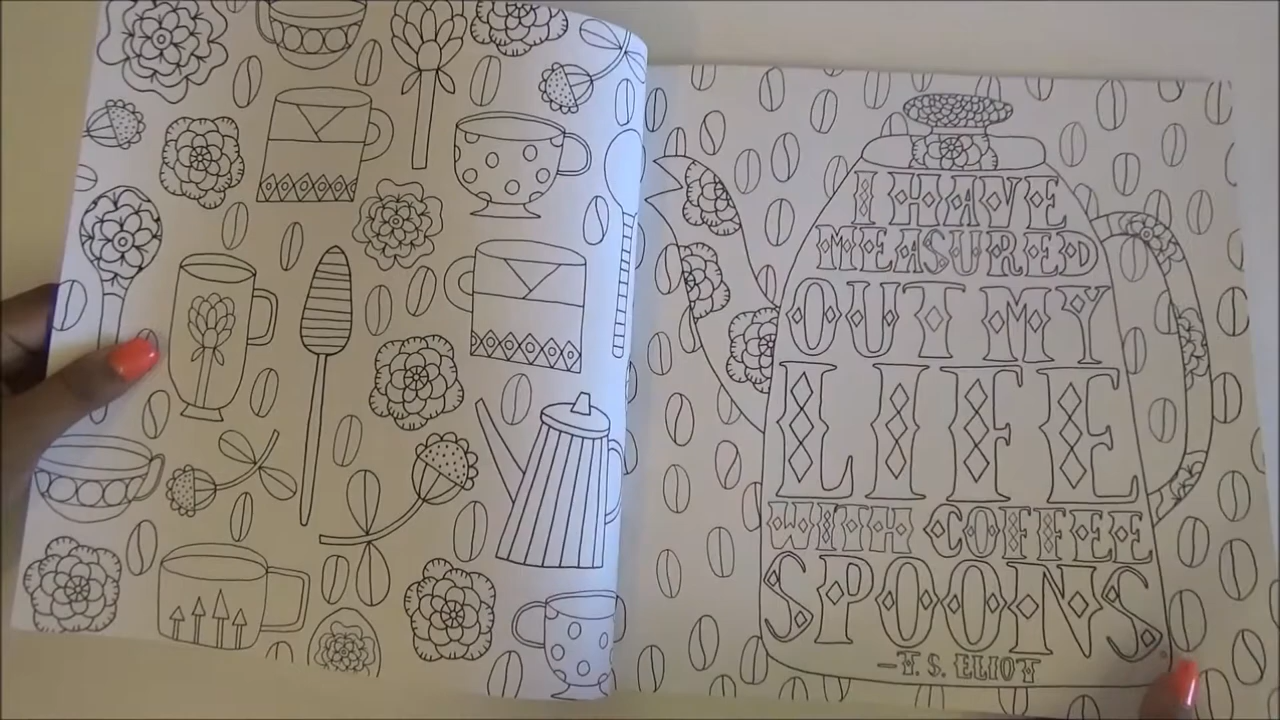 I HAVE
MEASURED
OUT MY
LIFE
WITH COFFEE
SPOONS
—T. S. ELIOT